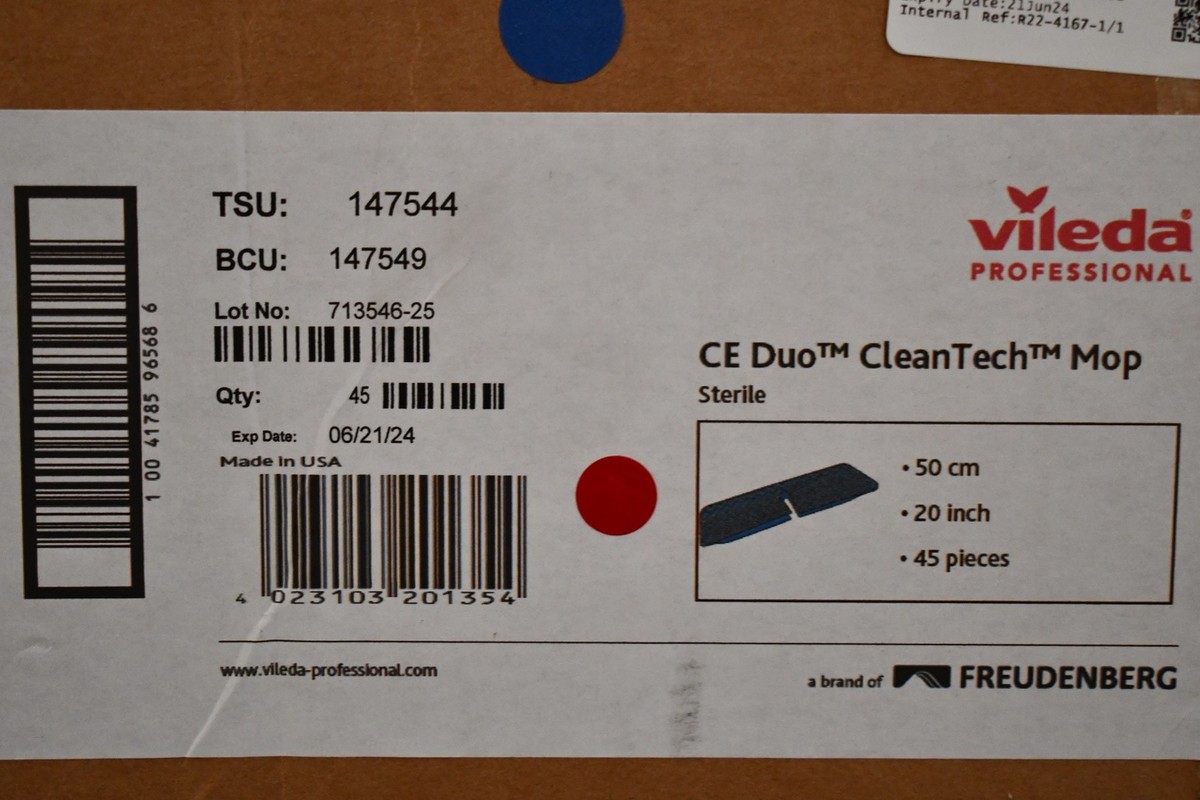 Date:21Jun24
Internal Ref:R22-4167-1/1
TSU: 147544
BCU: 147549
Lot No: 713546-25
Qty: 45
Exp Date: 06/21/24
Made in USA
4 023103 201354
1 00 41785 96568 6
vileda
PROFESSIONAL
CE Duo™ CleanTech™ Mop
Sterile
• 50 cm
• 20 inch
• 45 pieces
www.vileda-professional.com
a brand of FREUDENBERG